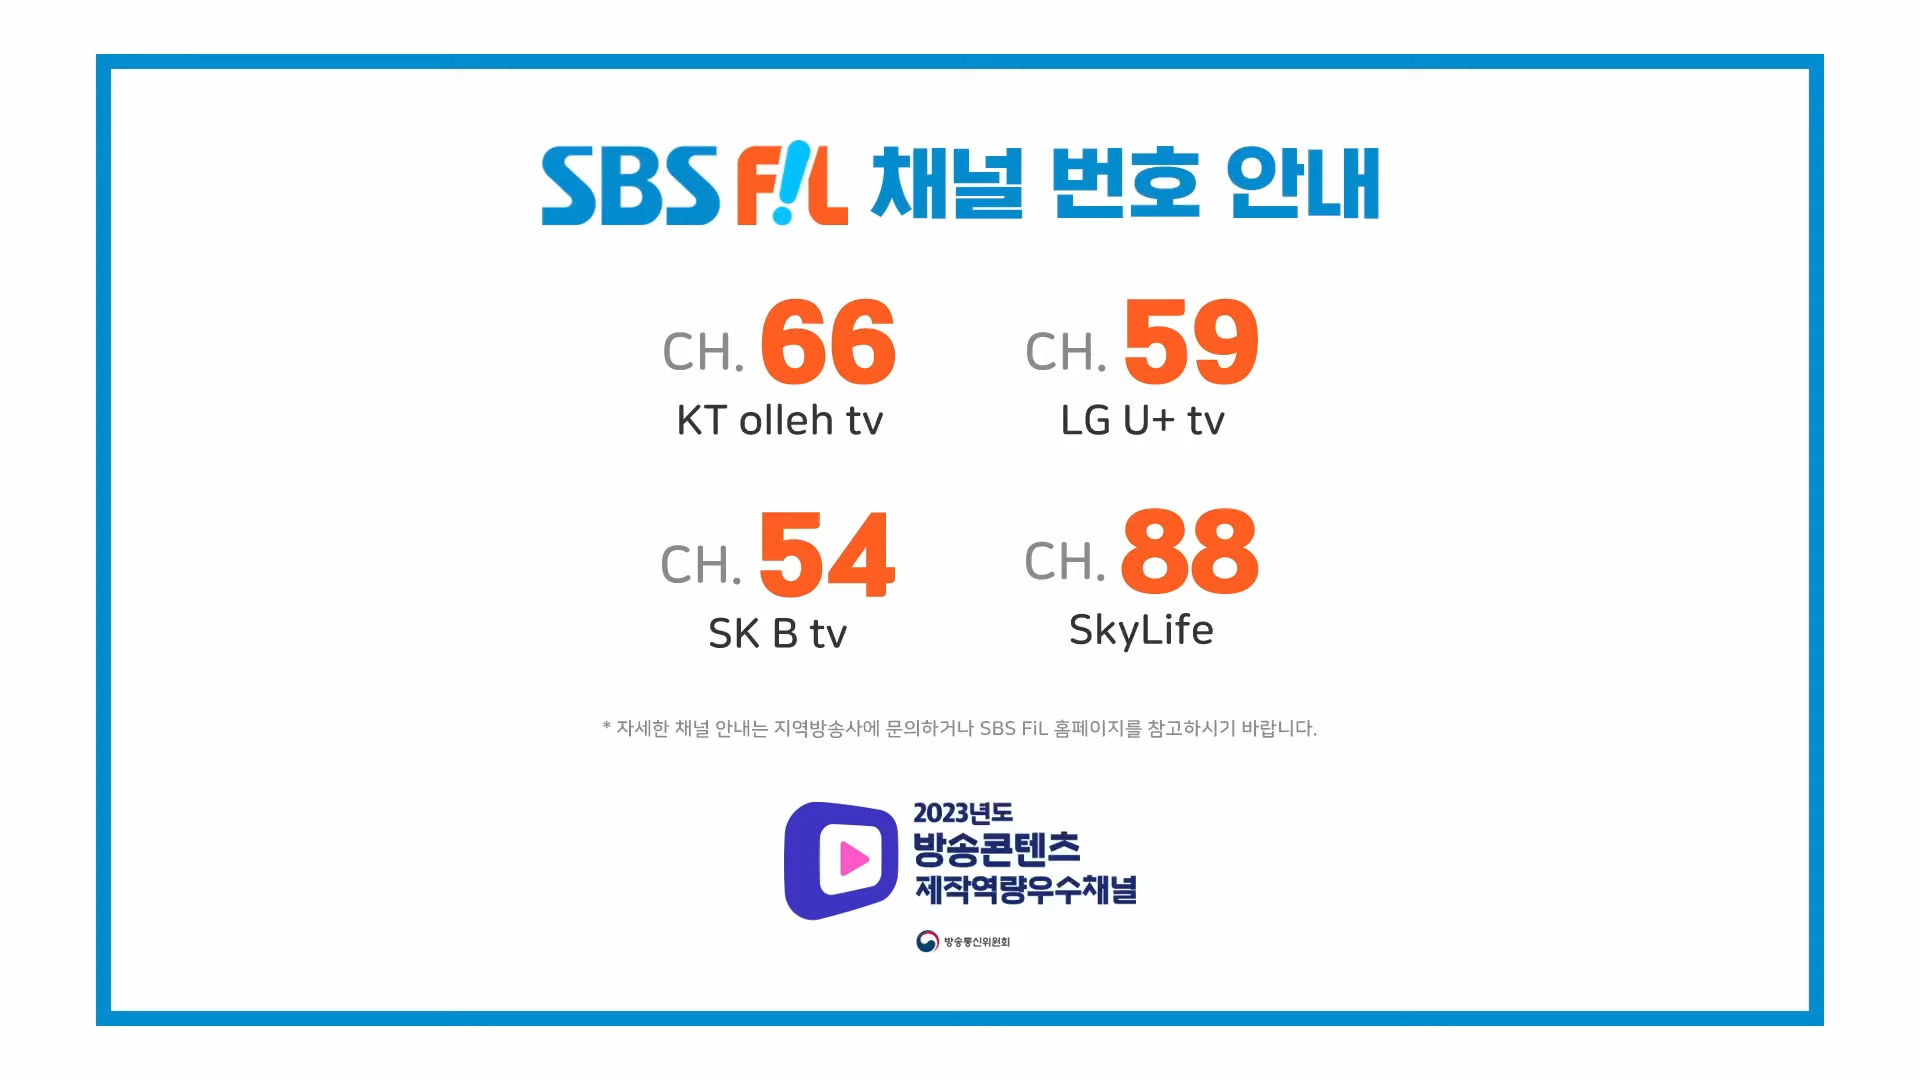 SBS FiL 채널 번호 안내
CH. 66
KT olleh tv
CH. 59
LG U+ tv
CH. 54
SK B tv
CH. 88
SkyLife
* 자세한 채널 안내는 지역방송사에 문의하거나 SBS FiL 홈페이지를 참고하시기 바랍니다.
2023년도
방송콘텐츠
제작역량우수채널
방송통신위원회